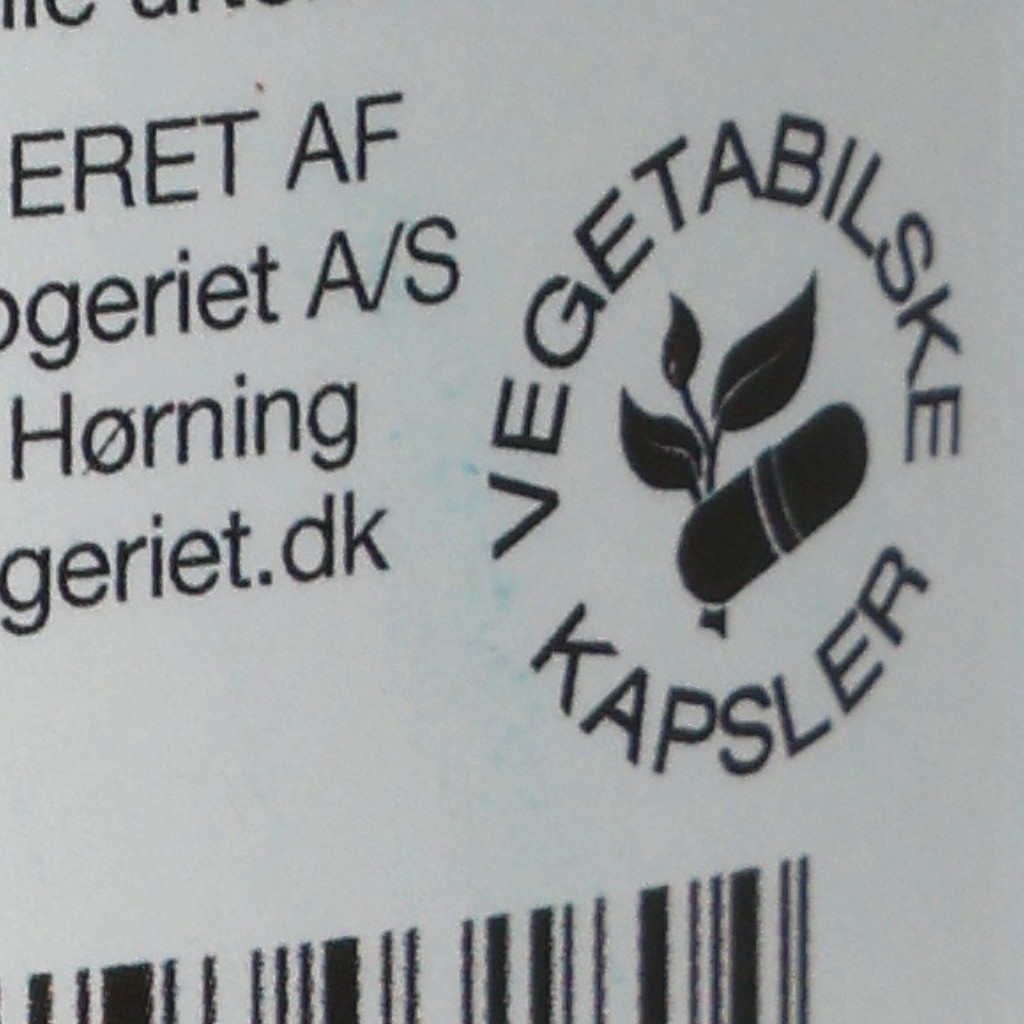 ERET AF
ogeriet A/S
Hørning
geriet.dk
VEGETABILSKE
KAPSLER